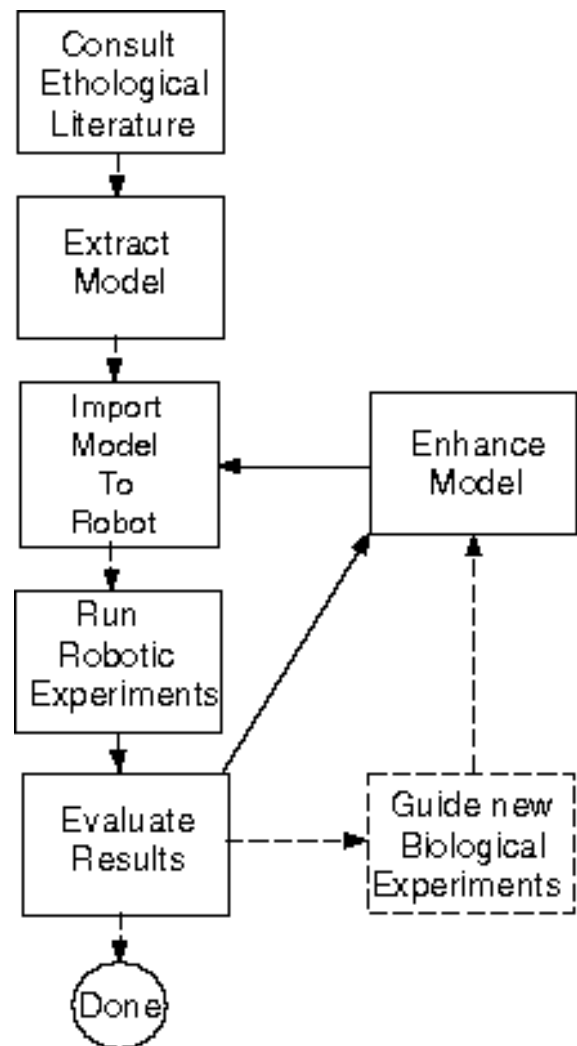 Consult
Ethological
Literature
Extract
Model
Import
Model
To
Robot
Enhance
Model
Run
Robotic
Experiments
Evaluate
Results
Guide new
Biological
Experiments
Done